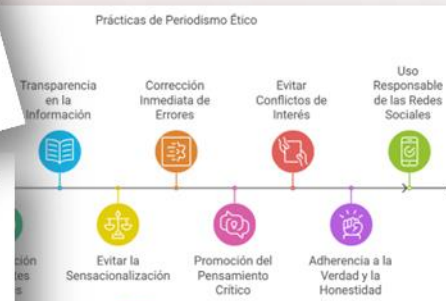 Prácticas de Periodismo Ético
Transparencia
en la
Información
Corrección
Inmediata de
Errores
Evitar
Conflictos de
Interés
Uso
Responsable
de las Redes
Sociales
Evitar la
Sensacionalización
Promoción del
Pensamiento
Crítico
Adherencia a la
Verdad y la
Honestidad